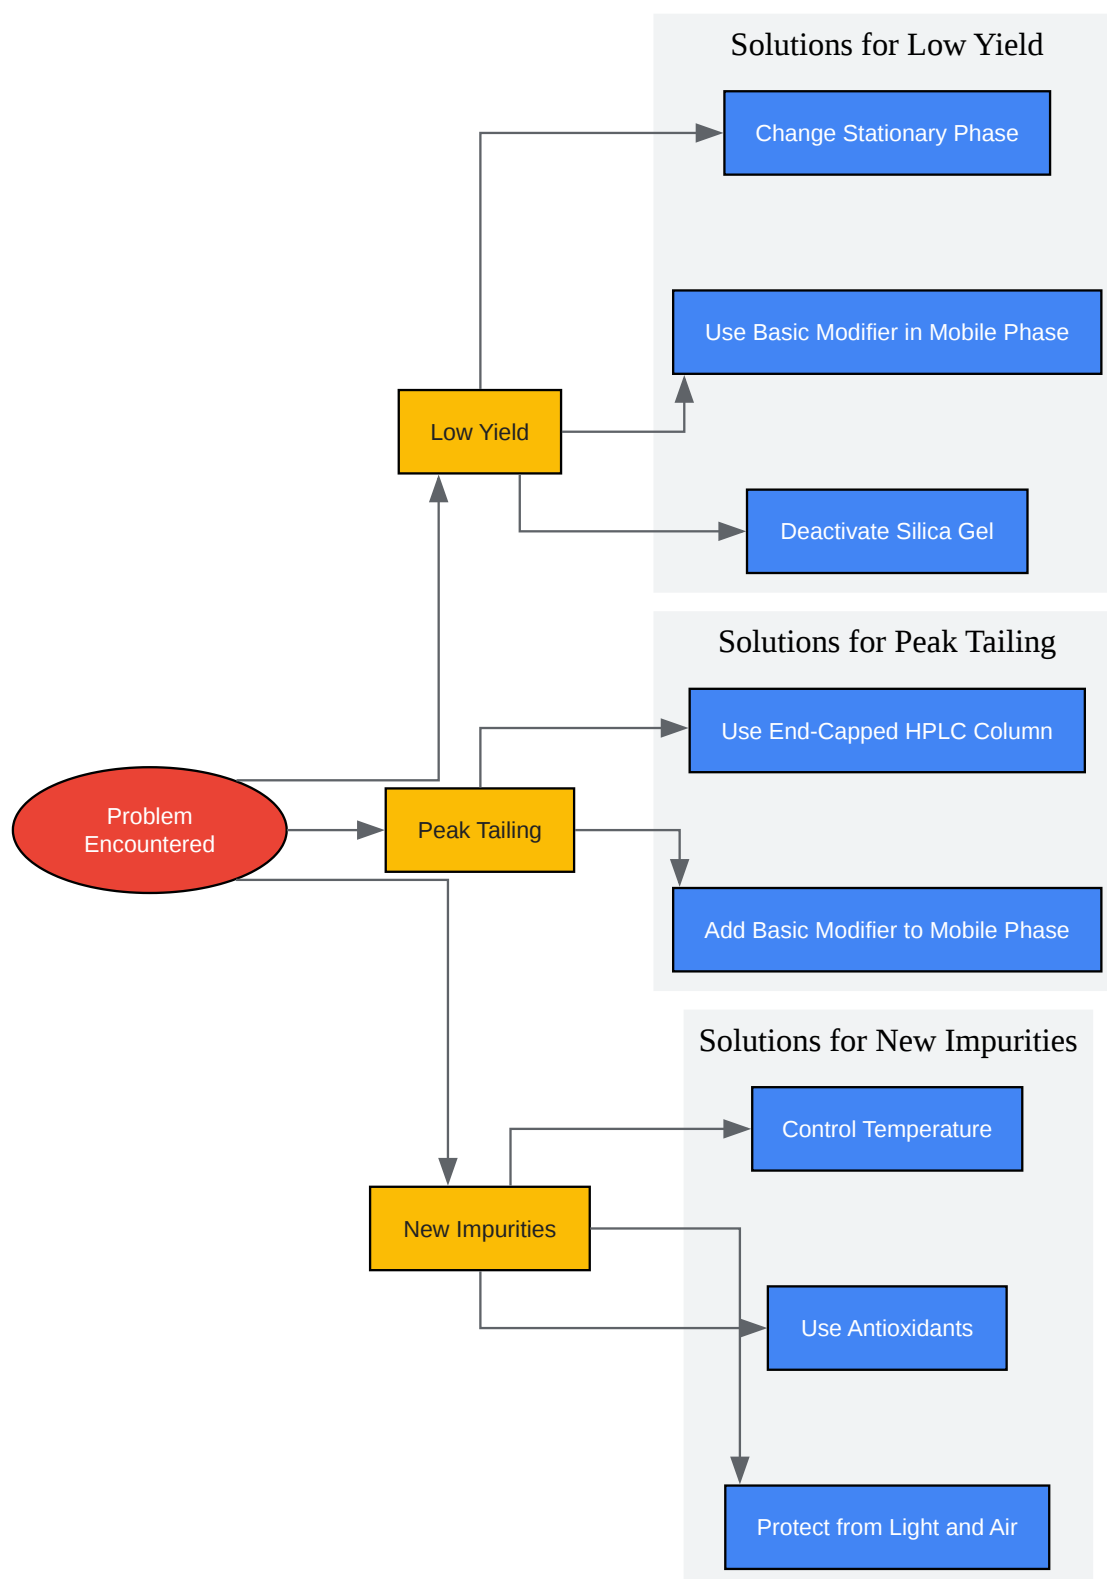 Solutions for Low Yield
Change Stationary Phase
Use Basic Modifier in Mobile Phase
Low Yield
Deactivate Silica Gel
Solutions for Peak Tailing
Use End-Capped HPLC Column
Problem
Encountered
Peak Tailing
Add Basic Modifier to Mobile Phase
Solutions for New Impurities
Control Temperature
New Impurities
Use Antioxidants
Protect from Light and Air